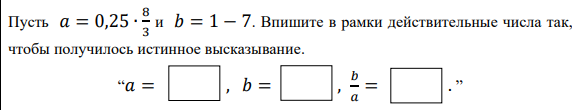 Пусть a = 0,25 · 8/3 и b = 1 − 7. Впишите в рамки действительные числа так,
чтобы получилось истинное высказывание.
“a = , b = , b/a = .”